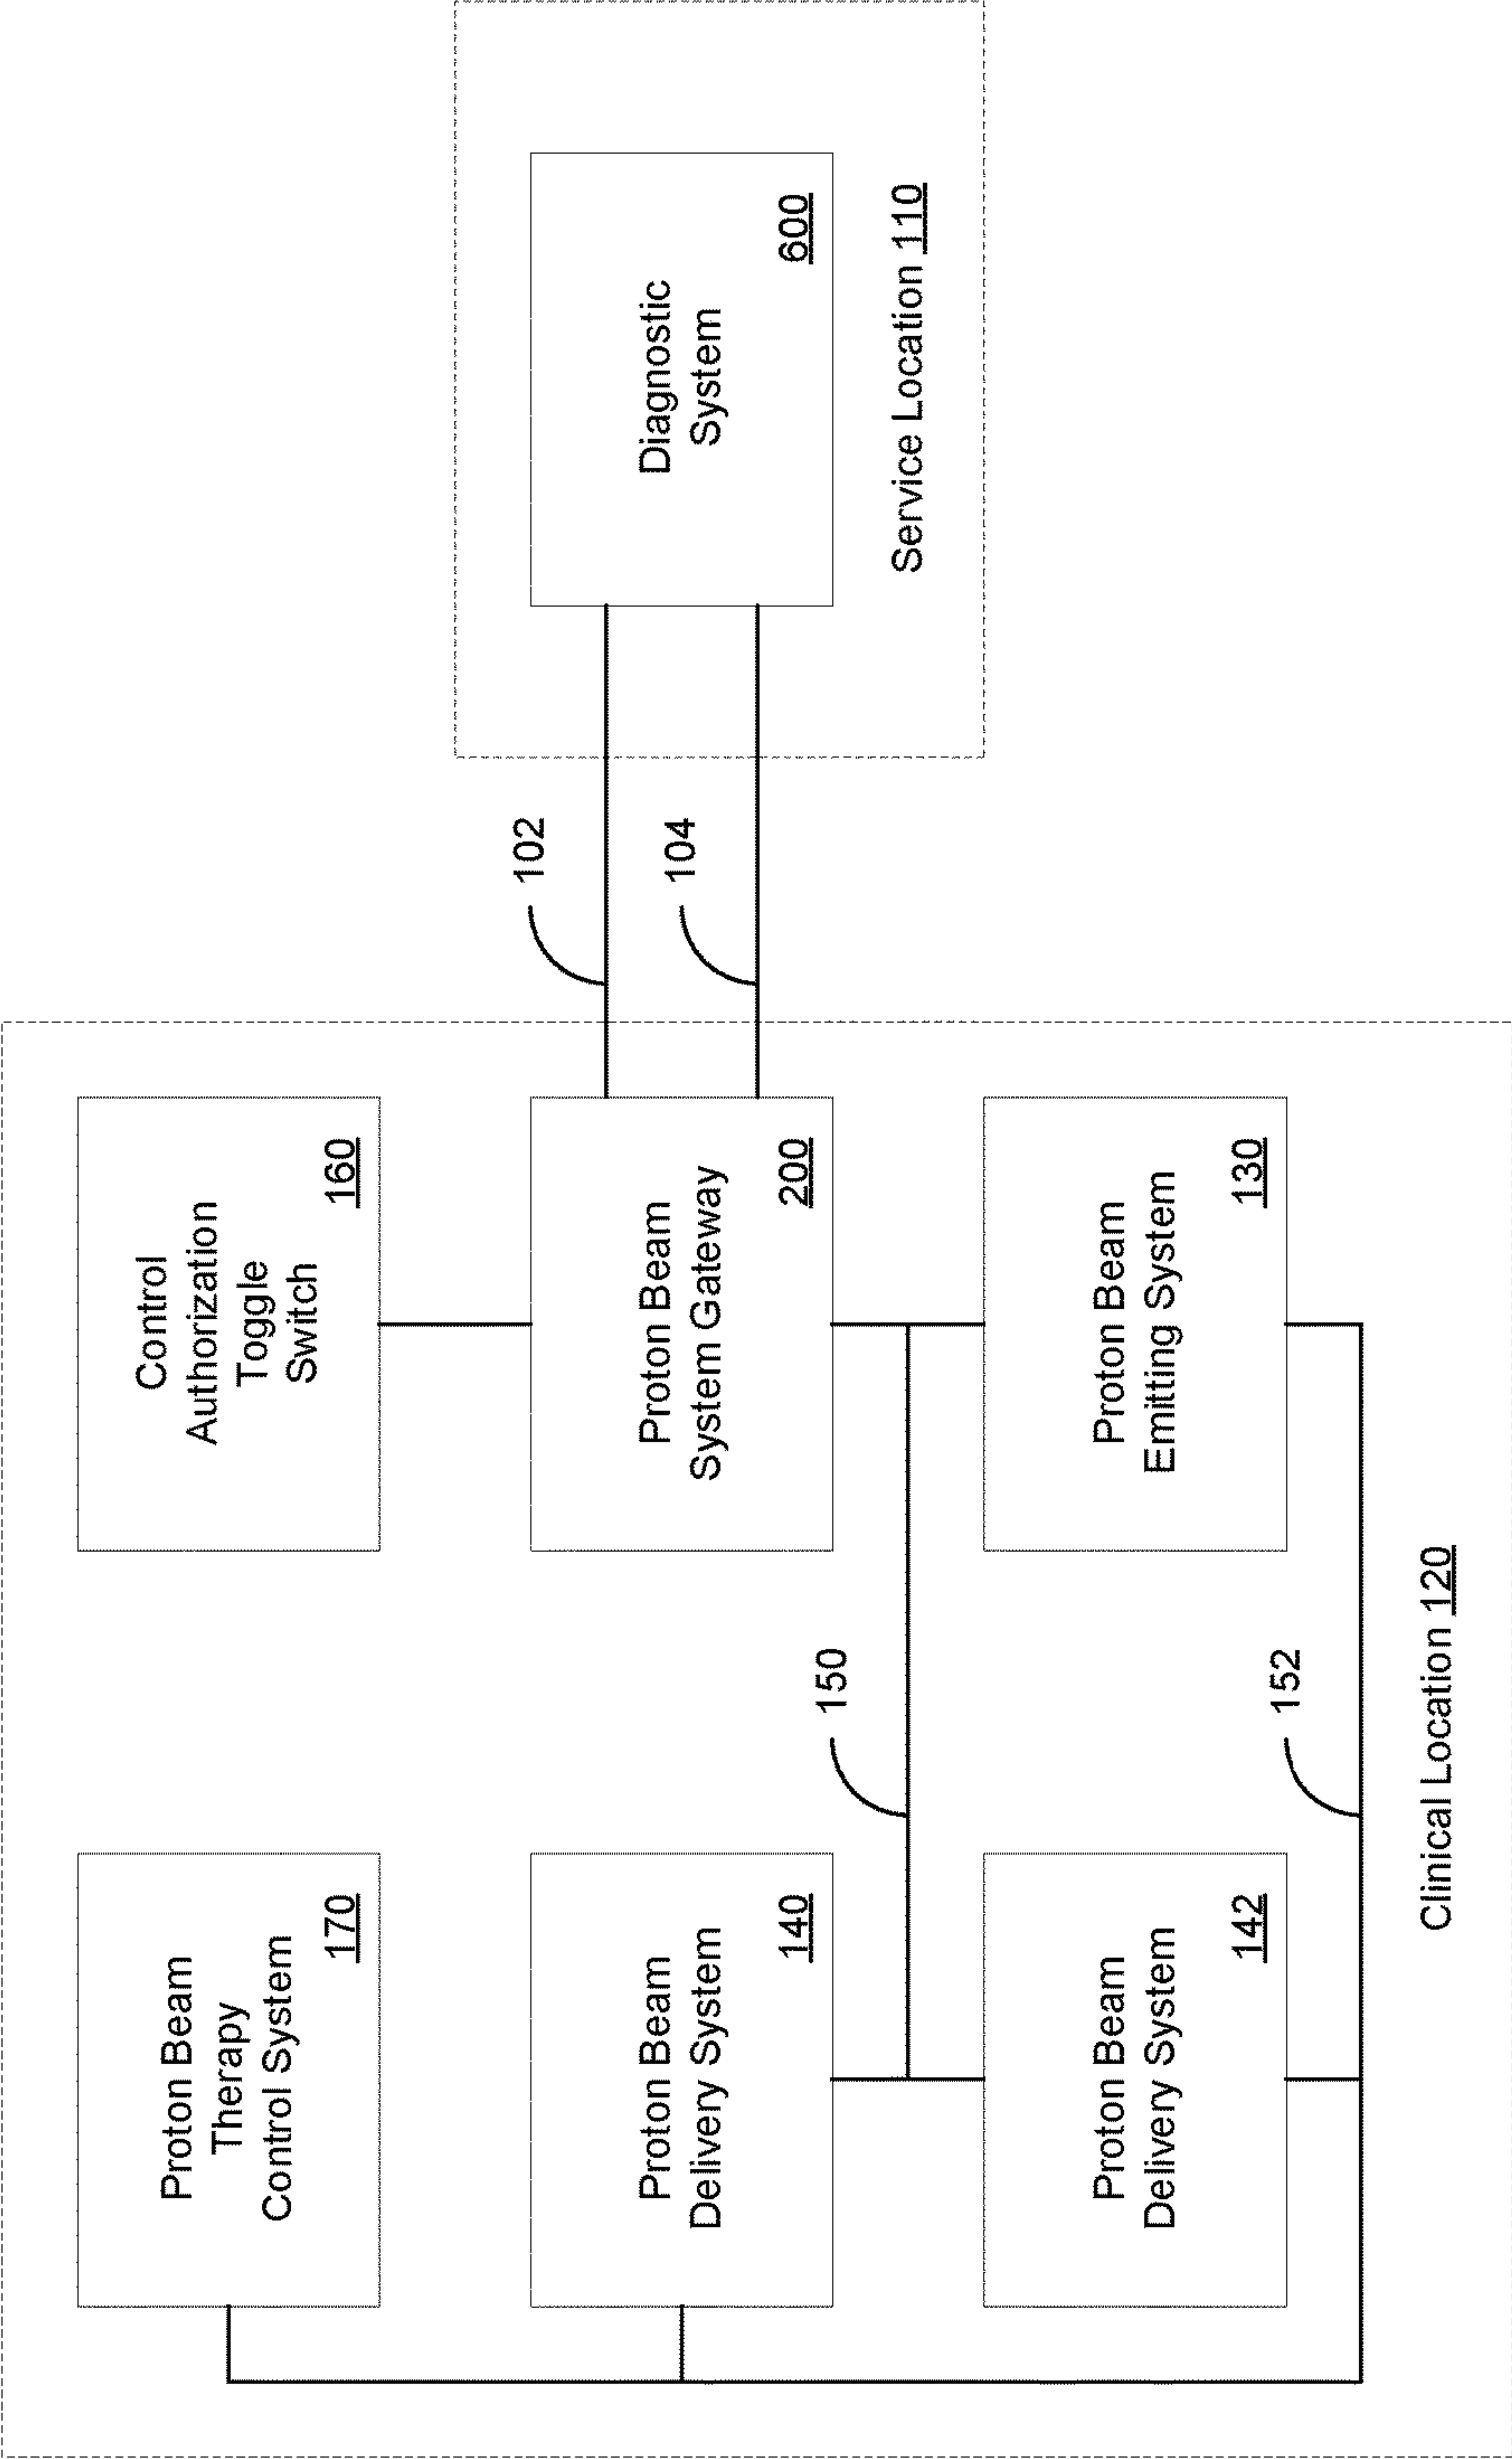 Proton Beam
Therapy
Control System
170
Control
Authorization
Toggle
Switch
160
Proton Beam
Delivery System
140
Proton Beam
System Gateway
200
102
104
Diagnostic
System
600
Service Location 110
150
Proton Beam
Delivery System
142
Proton Beam
Emitting System
130
152
Clinical Location 120